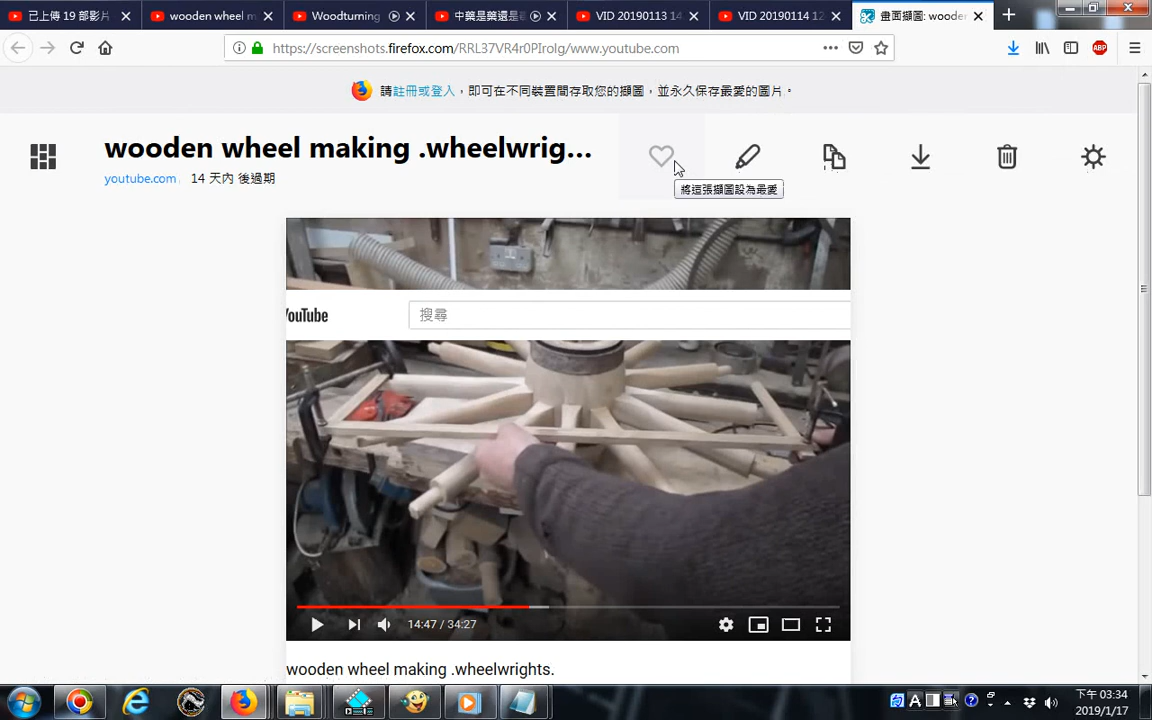 已上傳 19 部影片
wooden wheel m
Woodturning
中藥是藥還是
VID 20190113 14
VID 20190114 12
畫面擷圖: woode
https://screenshots.firefox.com/RRL37VR4r0PIrolg/www.youtube.com
ABP
請註冊或登入，即可在不同裝置間存取您的擷圖，並永久保存最愛的圖片。
wooden wheel making .wheelwrig...
youtube.com 14 天內 後過期
將這張擷圖設為最愛
YouTube
搜尋
14:47 / 34:27
wooden wheel making .wheelwrights.
A
下午 03:34
2019/1/17